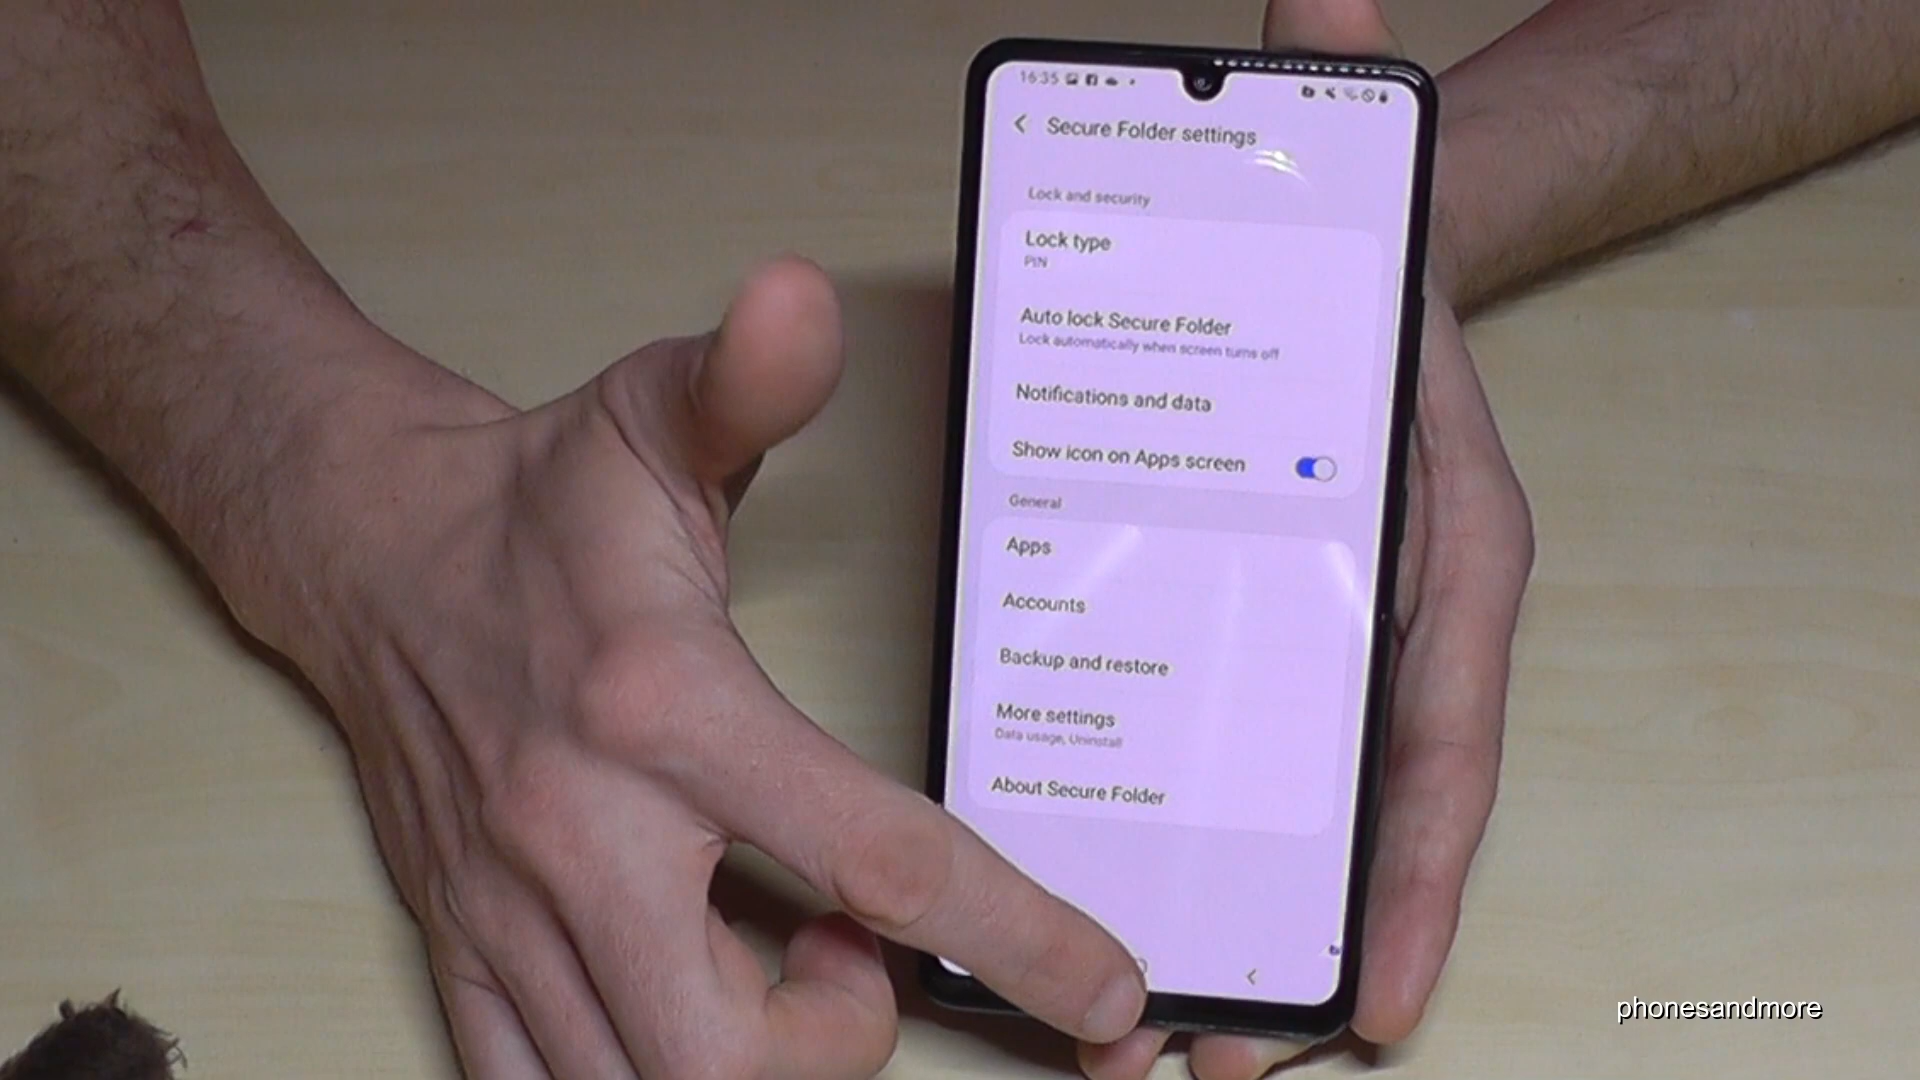 16:35
Secure Folder settings
Lock and security
Lock type
PIN
Auto lock Secure Folder
Lock automatically when screen turns off
Notifications and data
Show icon on Apps screen
General
Apps
Accounts
Backup and restore
More settings
Data usage, Uninstall
About Secure Folder
phonesandmore